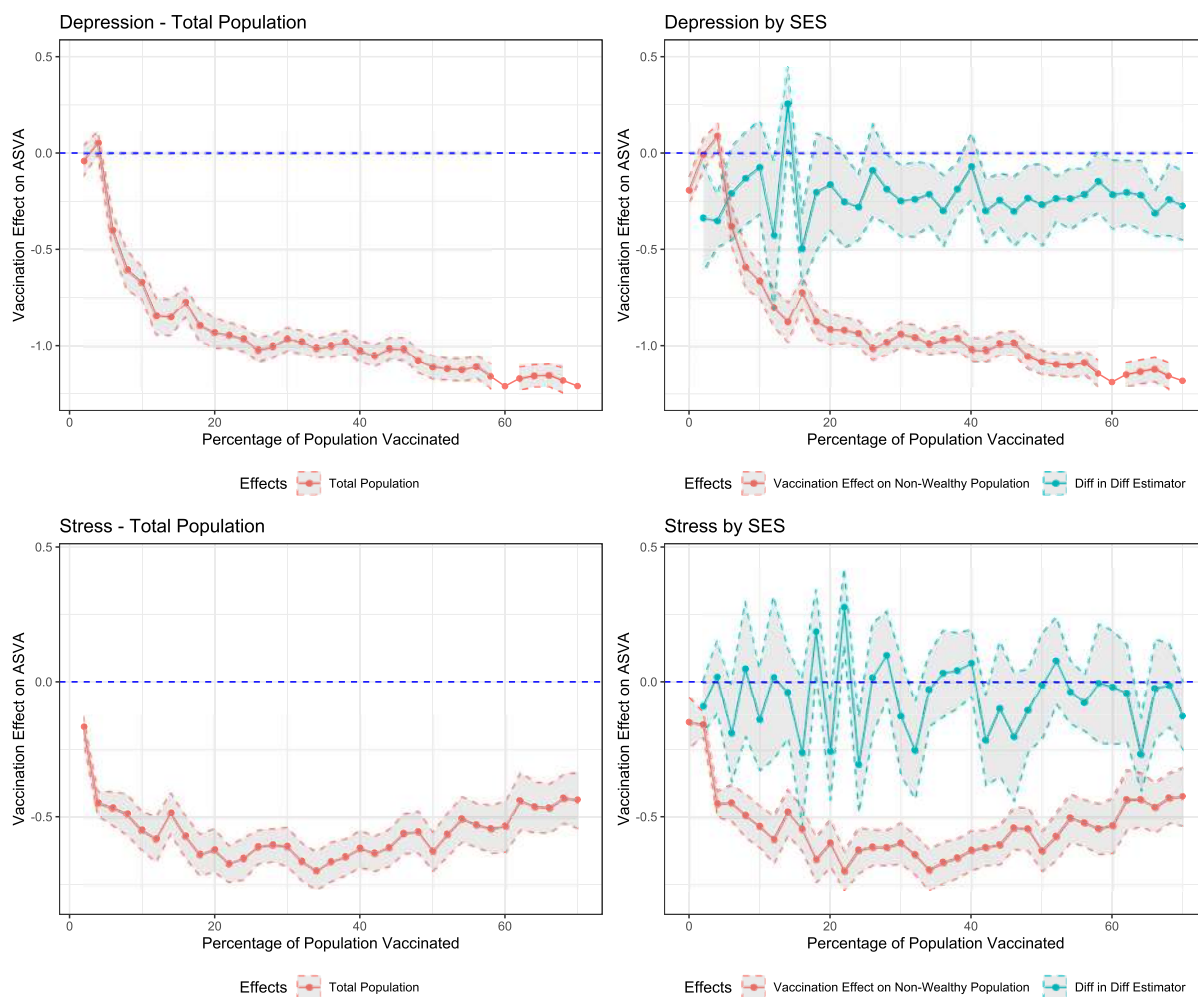 Depression - Total Population
0.5
0.0
-0.5
-1.0
Vaccination Effect on ASVA
0 20 40 60
Percentage of Population Vaccinated
Effects Total Population
Depression by SES
0.5
0.0
-0.5
-1.0
Vaccination Effect on ASVA
0 20 40 60
Percentage of Population Vaccinated
Effects Vaccination Effect on Non-Wealthy Population Diff in Diff Estimator
Stress - Total Population
0.5
0.0
-0.5
Vaccination Effect on ASVA
0 20 40 60
Percentage of Population Vaccinated
Effects Total Population
Stress by SES
0.5
0.0
-0.5
Vaccination Effect on ASVA
0 20 40 60
Percentage of Population Vaccinated
Effects Vaccination Effect on Non-Wealthy Population Diff in Diff Estimator